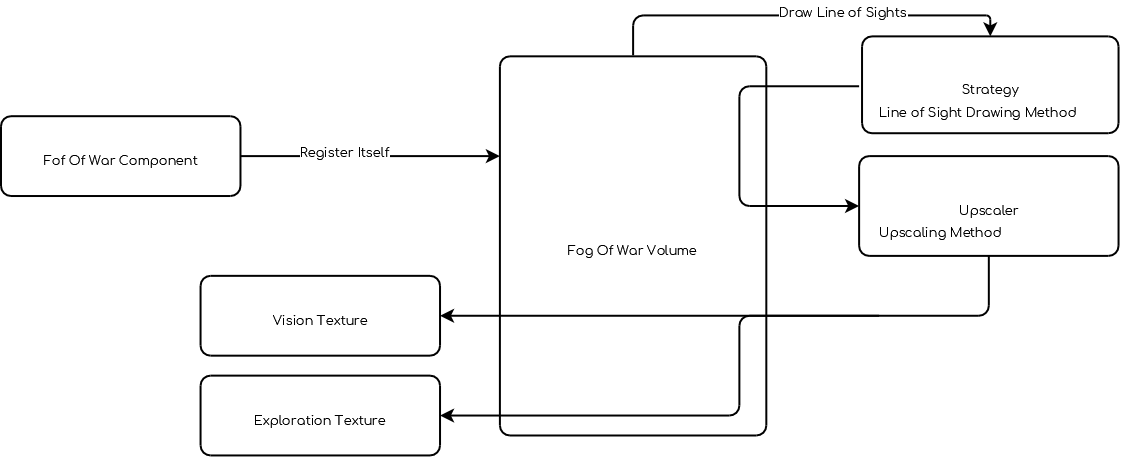 Draw Line of Sights
Strategy
Line of Sight Drawing Method
Fof Of War Component
Register Itself
Upscaler
Upscaling Method
Fog Of War Volume
Vision Texture
Exploration Texture